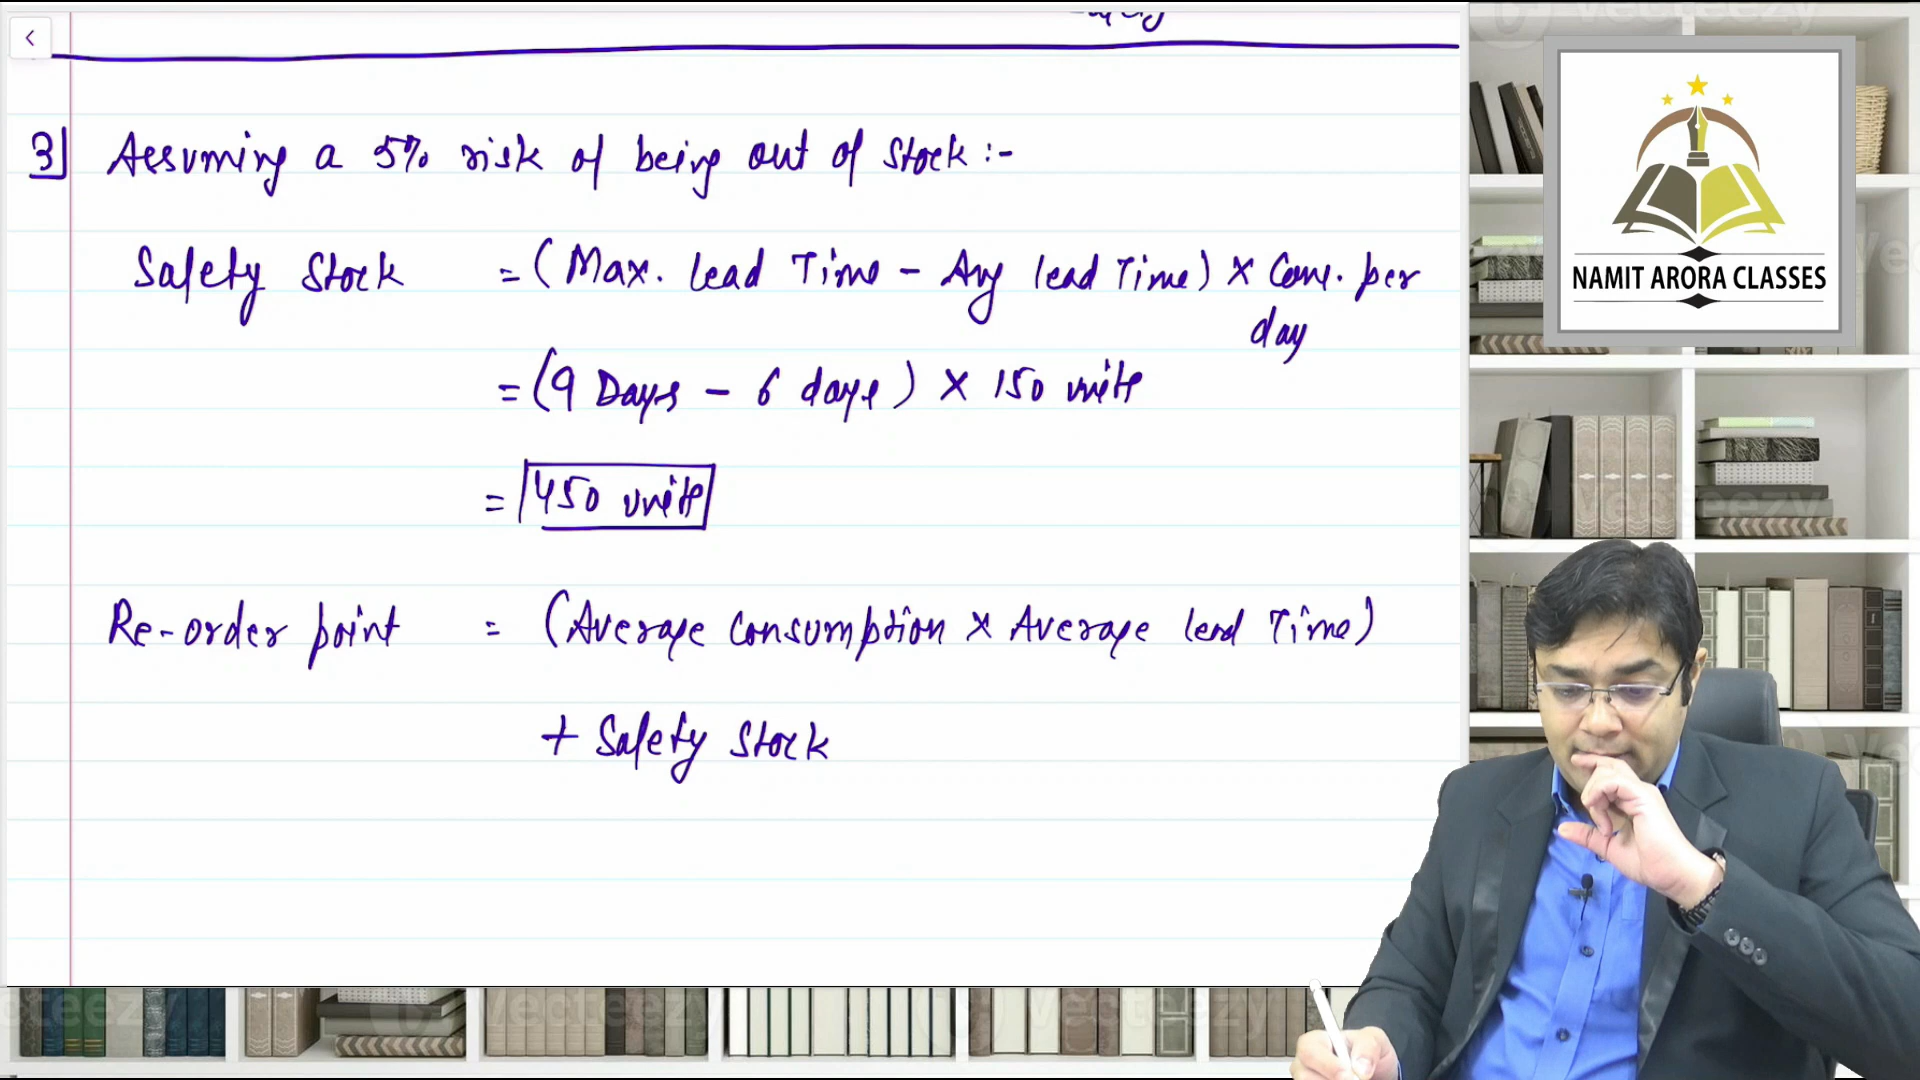 3] Assuming a 5% risk of being out of stock :-
Safety Stock = (Max. lead Time - Avg lead Time) × Cons. per
day
= (9 Days - 6 days) × 150 units
= 450 units
Re-order point = (Average Consumption × Average lead Time)
+ Safety Stock
NAMIT ARORA CLASSES